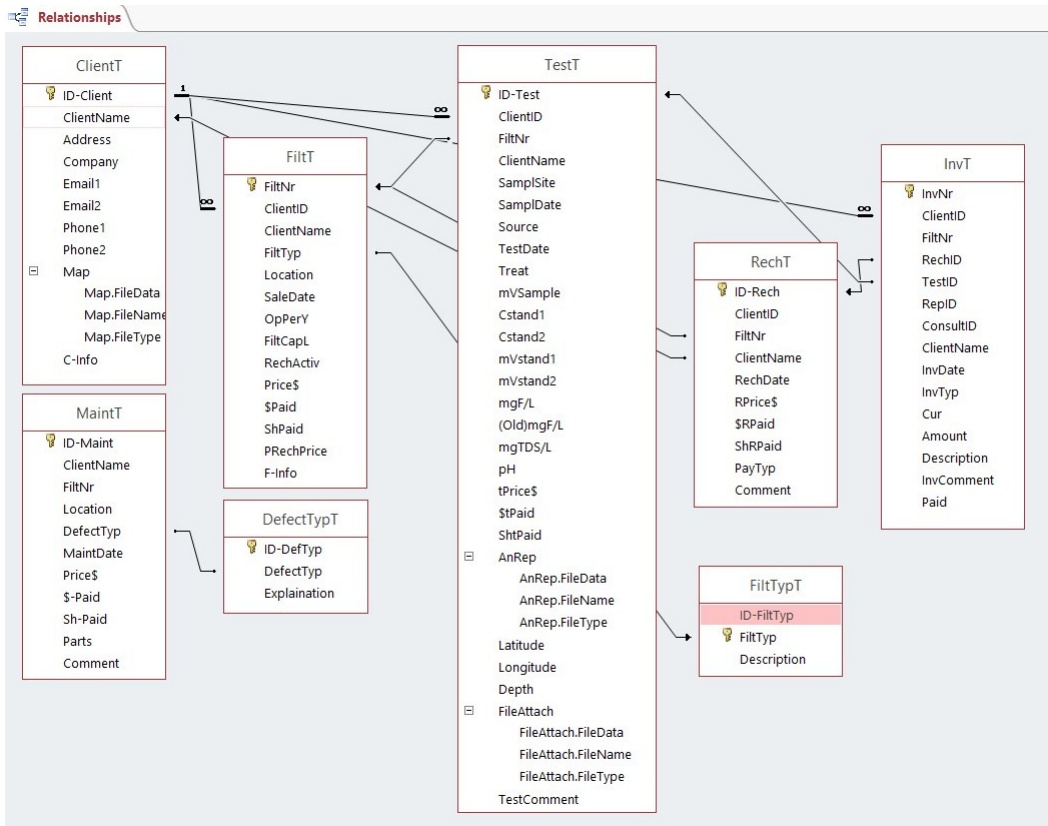 Relationships
ClientT
ID-Client
ClientName
Address
Company
Email1
Email2
Phone1
Phone2
Map
Map.FileData
Map.FileName
Map.FileType
C-Info
MaintT
ID-Maint
ClientName
FiltNr
Location
DefectTyp
MaintDate
Price$
$-Paid
Sh-Paid
Parts
Comment
1
∞
FiltT
FiltNr
ClientID
ClientName
FiltTyp
Location
SaleDate
OpPerY
FiltCapL
RechActiv
Price$
$Paid
ShPaid
PRechPrice
F-Info
DefectTypT
ID-DefTyp
DefectTyp
Explaination
∞
TestT
ID-Test
ClientID
FiltNr
ClientName
SamplSite
SamplDate
Source
TestDate
Treat
mVSample
Cstand1
Cstand2
mVstand1
mVstand2
mgF/L
(Old)mgF/L
mgTDS/L
pH
tPrice$
$tPaid
ShtPaid
AnRep
AnRep.FileData
AnRep.FileName
AnRep.FileType
Latitude
Longitude
Depth
FileAttach
FileAttach.FileData
FileAttach.FileName
FileAttach.FileType
TestComment
RechT
ID-Rech
ClientID
FiltNr
ClientName
RechDate
RPrice$
$RPaid
ShRPaid
PayTyp
Comment
FiltTypT
ID-FiltTyp
FiltTyp
Description
∞
InvT
InvNr
ClientID
FiltNr
RechID
TestID
RepID
ConsultID
ClientName
InvDate
InvTyp
Cur
Amount
Description
InvComment
Paid